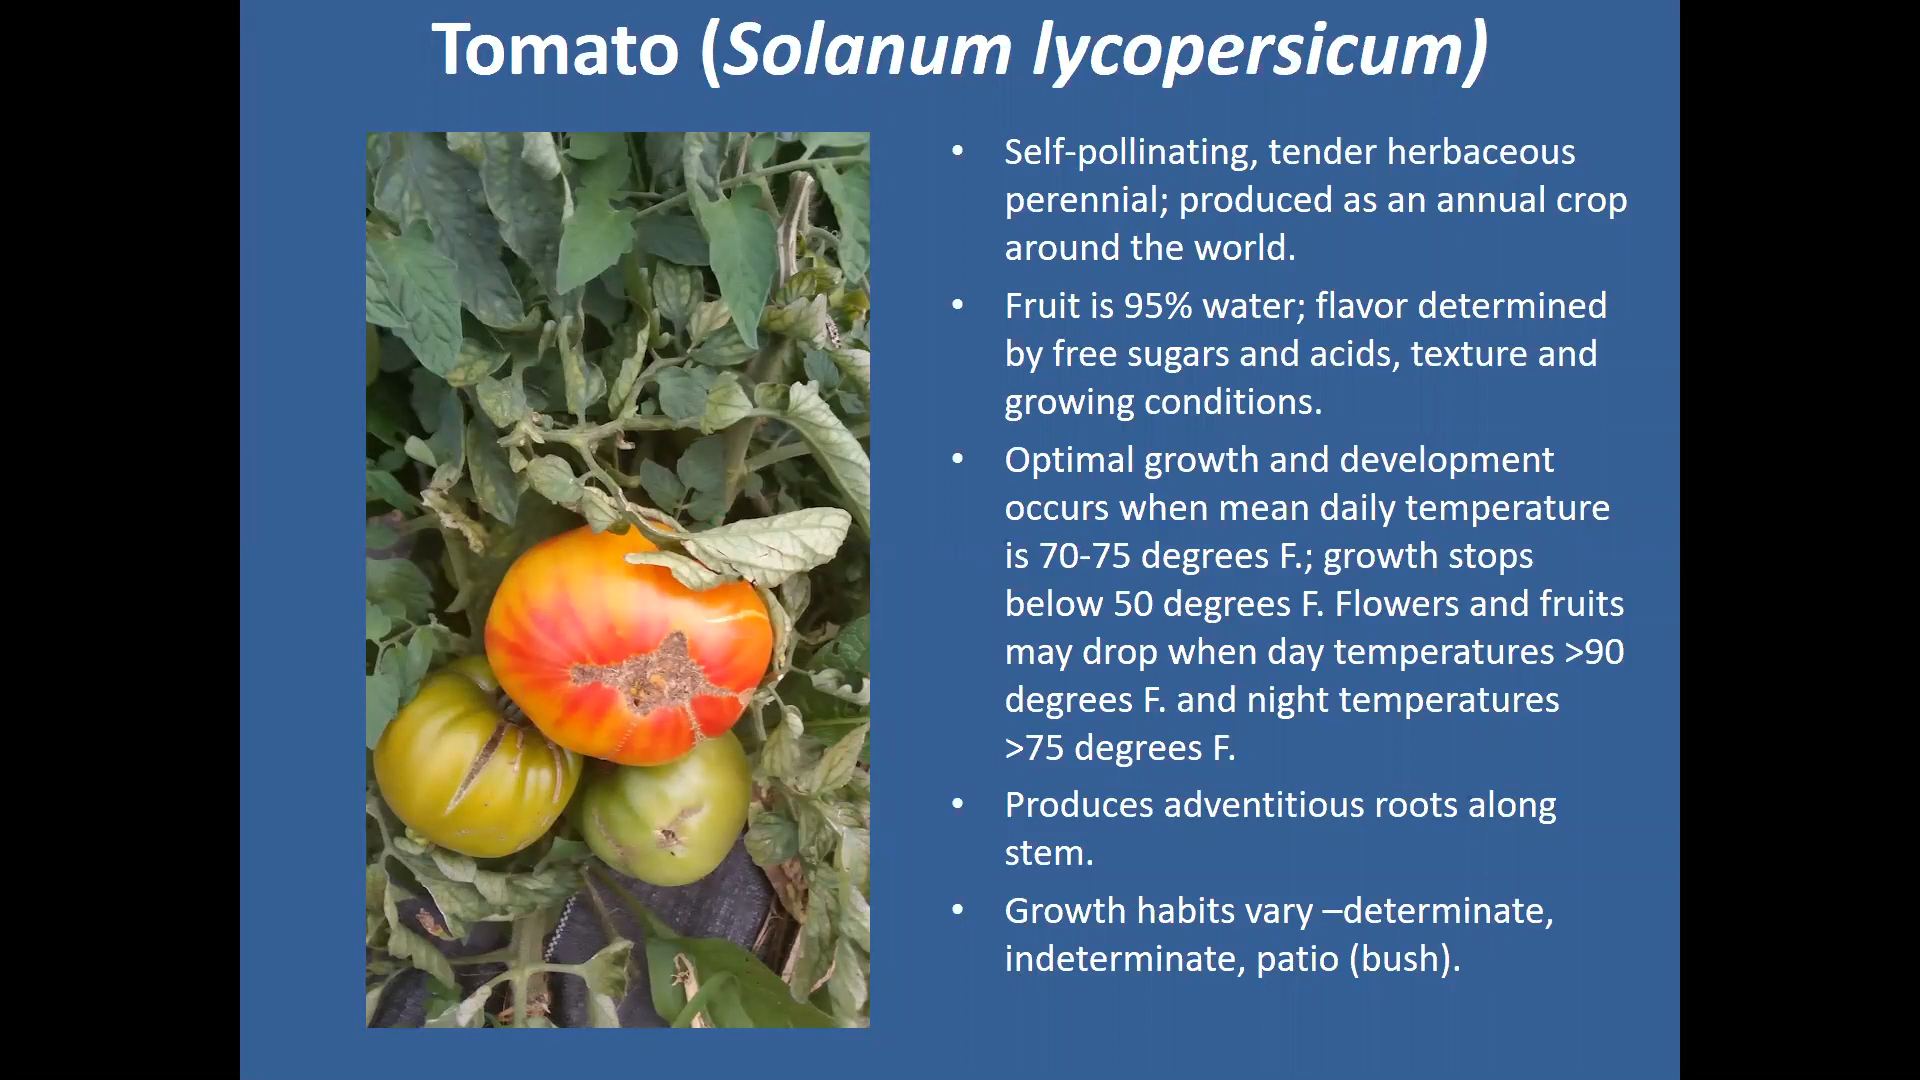 Tomato (Solanum lycopersicum)
• Self-pollinating, tender herbaceous
perennial; produced as an annual crop
around the world.
• Fruit is 95% water; flavor determined
by free sugars and acids, texture and
growing conditions.
• Optimal growth and development
occurs when mean daily temperature
is 70-75 degrees F.; growth stops
below 50 degrees F. Flowers and fruits
may drop when day temperatures >90
degrees F. and night temperatures
>75 degrees F.
• Produces adventitious roots along
stem.
• Growth habits vary –determinate,
indeterminate, patio (bush).